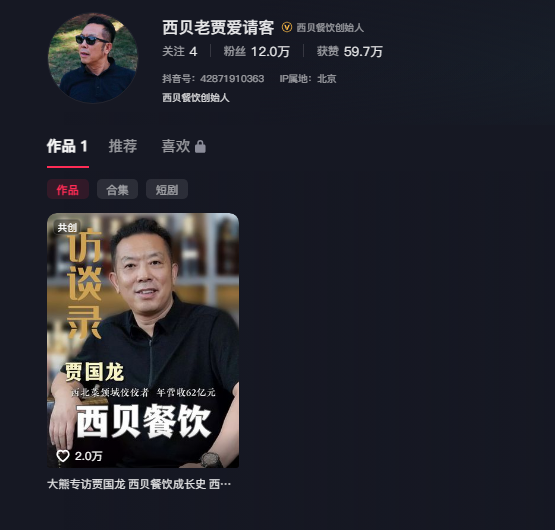 西贝老贾爱请客 西贝餐饮创始人
关注 4 粉丝 12.0万 获赞 59.7万
抖音号：42871910363 IP属地：北京
西贝餐饮创始人
作品 1 推荐 喜欢
作品 合集 短剧
共创
访谈录
贾国龙
西北菜领域佼佼者 年营收62亿元
西贝餐饮
2.0万
大熊专访贾国龙 西贝餐饮成长史 西…